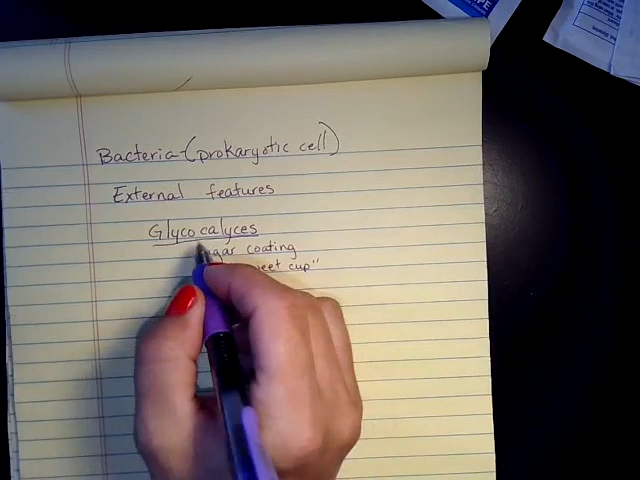 Bacteria-(prokaryotic cell)
External features
Glycocalyces
coating
cup"